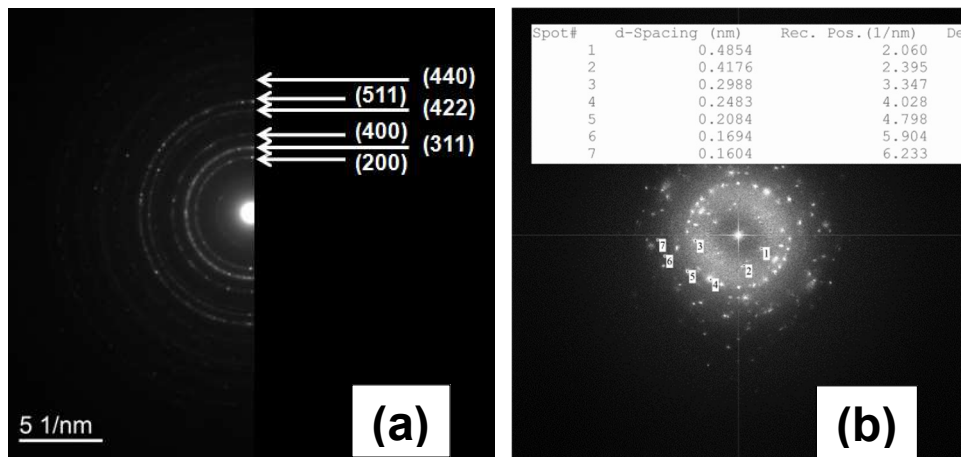 (440)
(511)
(422)
(400)
(311)
(200)
5 1/nm
(a)
Spot# d-Spacing (nm) Rec. Pos.(1/nm) De
1 0.4854 2.060
2 0.4176 2.395
3 0.2988 3.347
4 0.2483 4.028
5 0.2084 4.798
6 0.1694 5.904
7 0.1604 6.233
7
3
1
6
2
5
4
(b)